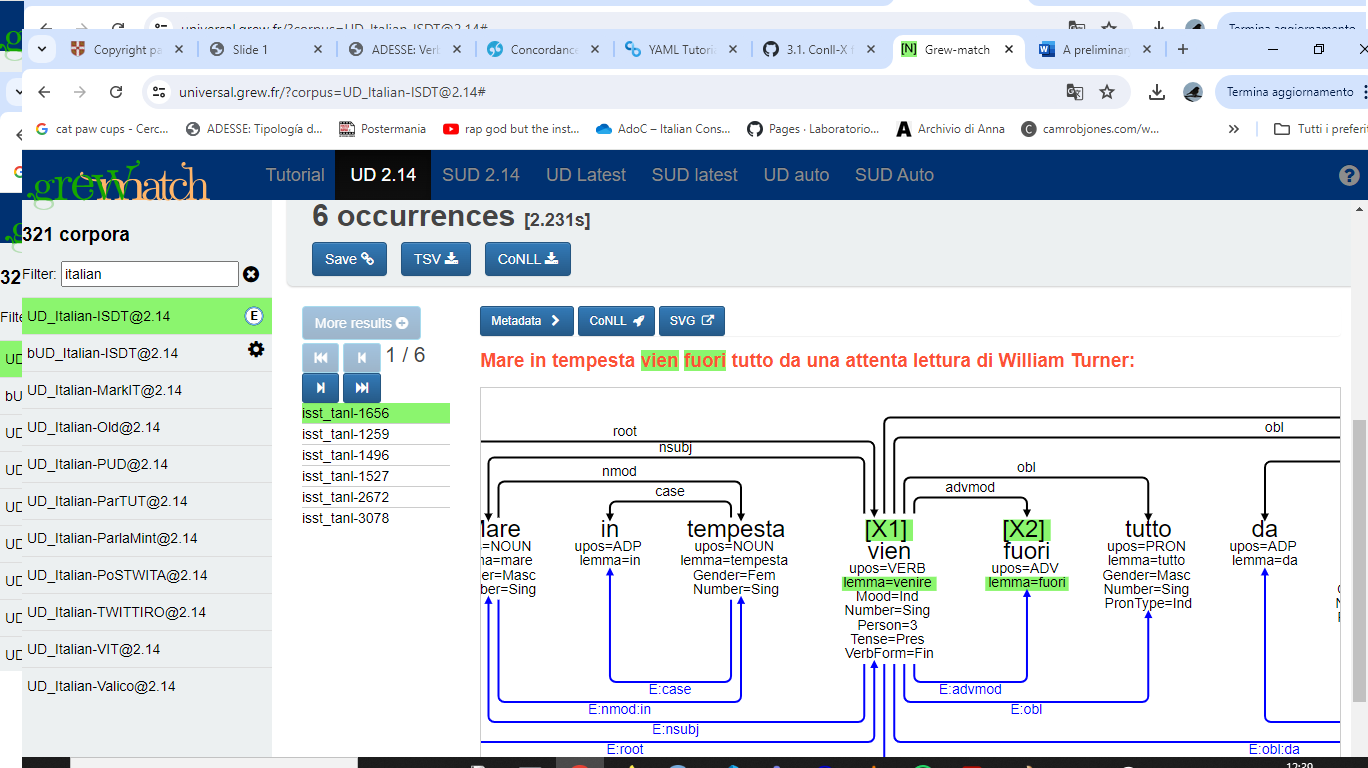 universal.grew.fr/?corpus=UD_Italian-ISDT@2.14#
Termina aggiornamento
Copyright pa
Slide 1
ADESSE: Verb
Concordance
YAML Tutori
3.1. Conll-X f
[N] Grew-match
A preliminar
universal.grew.fr/?corpus=UD_Italian-ISDT@2.14#
Termina aggiornamento
cat paw cups - Cerc...
ADESSE: Tipología d...
Postermania
rap god but the inst...
AdoC – Italian Cons...
Pages · Laboratorio...
Archivio di Anna
camrobjones.com/w...
Tutti i preferit
grewmatch
Tutorial
UD 2.14
SUD 2.14
UD Latest
SUD latest
UD auto
SUD Auto
321 corpora
Filter: italian
UD_Italian-ISDT@2.14 E
bUD_Italian-ISDT@2.14
UD_Italian-MarkIT@2.14
UD_Italian-Old@2.14
UD_Italian-PUD@2.14
UD_Italian-ParTUT@2.14
UD_Italian-ParlaMint@2.14
UD_Italian-PoSTWITA@2.14
UD_Italian-TWITTIRO@2.14
UD_Italian-VIT@2.14
UD_Italian-Valico@2.14
6 occurrences [2.231s]
Save
TSV
CoNLL
More results
1 / 6
isst_tanl-1656
isst_tanl-1259
isst_tanl-1496
isst_tanl-1527
isst_tanl-2672
isst_tanl-3078
Metadata
CoNLL
SVG
Mare in tempesta vien fuori tutto da una attenta lettura di William Turner:
root
obl
nsubj
nmod
obl
case
advmod
Mare in tempesta [X1] [X2] tutto da
vien fuori
=NOUN upos=ADP upos=NOUN upos=VERB upos=ADV upos=PRON upos=ADP
na=mare lemma=in lemma=tempesta lemma=venire lemma=fuori lemma=tutto lemma=da
er=Masc Gender=Fem Mood=Ind Gender=Masc
ber=Sing Number=Sing Number=Sing Number=Sing
Person=3 PronType=Ind
Tense=Pres
VerbForm=Fin
E:case
E:advmod
E:nmod:in
E:obl
E:nsubj
E:root
E:obl:da
12:29